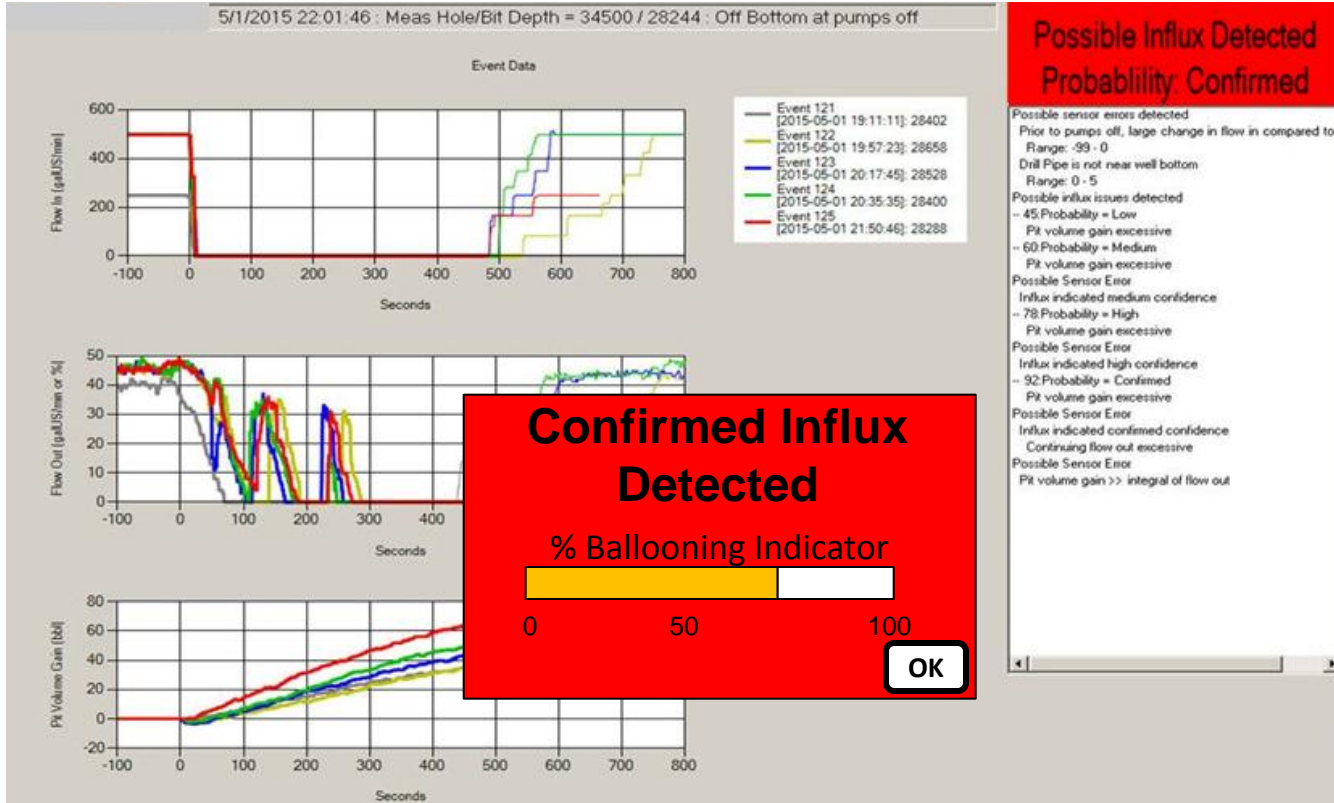 5/1/2015 22:01:46 : Meas Hole/Bit Depth = 34500 / 28244 : Off Bottom at pumps off
Event Data
Flow In [galUS/min]
600
400
200
0
-100 0 100 200 300 400 500 600 700 800
Seconds
Event 121
[2015-05-01 19:11:11]: 28402
Event 122
[2015-05-01 19:57:23]: 28658
Event 123
[2015-05-01 20:17:45]: 28528
Event 124
[2015-05-01 20:35:35]: 28400
Event 125
[2015-05-01 21:50:46]: 28288
Flow Out [galUS/min or %]
50
40
30
20
10
0
-100 0 100 200 300 400
Seconds
Pit Volume Gain [bbl]
80
60
40
20
0
-20
-100 0 100 200 300 400 500 600 700 800
Seconds
Confirmed Influx
Detected
% Ballooning Indicator
0 50 100
OK
Possible Influx Detected
Probablility: Confirmed
Possible sensor errors detected
Prior to pumps off, large change in flow in compared to
Range: -99 - 0
Drill Pipe is not near well bottom
Range: 0 - 5
Possible influx issues detected
-- 45:Probability = Low
Pit volume gain excessive
-- 60:Probability = Medium
Pit volume gain excessive
Possible Sensor Error
Influx indicated medium confidence
-- 78:Probability = High
Pit volume gain excessive
Possible Sensor Error
Influx indicated high confidence
-- 92:Probability = Confirmed
Pit volume gain excessive
Possible Sensor Error
Influx indicated confirmed confidence
Continuing flow out excessive
Possible Sensor Error
Pit volume gain >> integral of flow out